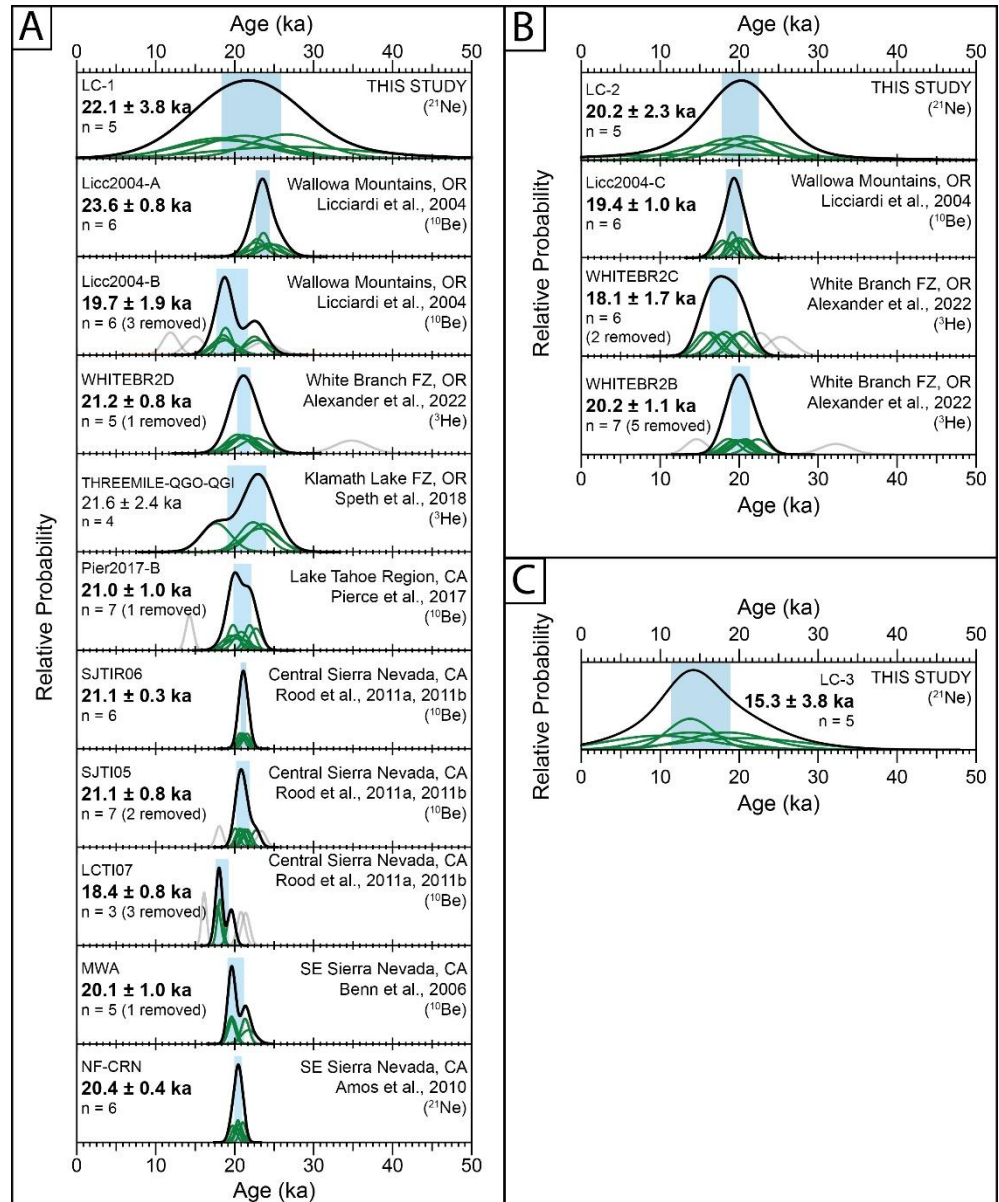 A
Age (ka)
0 10 20 30 40 50
LC-1
22.1 ± 3.8 ka
n = 5
THIS STUDY
(²¹Ne)
Licc2004-A
23.6 ± 0.8 ka
n = 6
Wallowa Mountains, OR
Licciardi et al., 2004
(¹⁰Be)
Licc2004-B
19.7 ± 1.9 ka
n = 6 (3 removed)
Wallowa Mountains, OR
Licciardi et al., 2004
(¹⁰Be)
WHITEBR2D
21.2 ± 0.8 ka
n = 5 (1 removed)
White Branch FZ, OR
Alexander et al., 2022
(³He)
THREEMILE-QGO-QGI
21.6 ± 2.4 ka
n = 4
Klamath Lake FZ, OR
Speth et al., 2018
(³He)
Pier2017-B
21.0 ± 1.0 ka
n = 7 (1 removed)
Lake Tahoe Region, CA
Pierce et al., 2017
(¹⁰Be)
SJTIR06
21.1 ± 0.3 ka
n = 6
Central Sierra Nevada, CA
Rood et al., 2011a, 2011b
(¹⁰Be)
SJTI05
21.1 ± 0.8 ka
n = 7 (2 removed)
Central Sierra Nevada, CA
Rood et al., 2011a, 2011b
(¹⁰Be)
LCTI07
18.4 ± 0.8 ka
n = 3 (3 removed)
Central Sierra Nevada, CA
Rood et al., 2011a, 2011b
(¹⁰Be)
MWA
20.1 ± 1.0 ka
n = 5 (1 removed)
SE Sierra Nevada, CA
Benn et al., 2006
(¹⁰Be)
NF-CRN
20.4 ± 0.4 ka
n = 6
SE Sierra Nevada, CA
Amos et al., 2010
(²¹Ne)
0 10 20 30 40 50
Age (ka)
Relative Probability
B
Age (ka)
0 10 20 30 40 50
LC-2
20.2 ± 2.3 ka
n = 5
THIS STUDY
(²¹Ne)
Licc2004-C
19.4 ± 1.0 ka
n = 6
Wallowa Mountains, OR
Licciardi et al., 2004
(¹⁰Be)
WHITEBR2C
18.1 ± 1.7 ka
n = 6
(2 removed)
White Branch FZ, OR
Alexander et al., 2022
(³He)
WHITEBR2B
20.2 ± 1.1 ka
n = 7 (5 removed)
White Branch FZ, OR
Alexander et al., 2022
(³He)
0 10 20 30 40 50
Age (ka)
Relative Probability
C
Age (ka)
0 10 20 30 40 50
LC-3
15.3 ± 3.8 ka
n = 5
THIS STUDY
(²¹Ne)
0 10 20 30 40 50
Age (ka)
Relative Probability